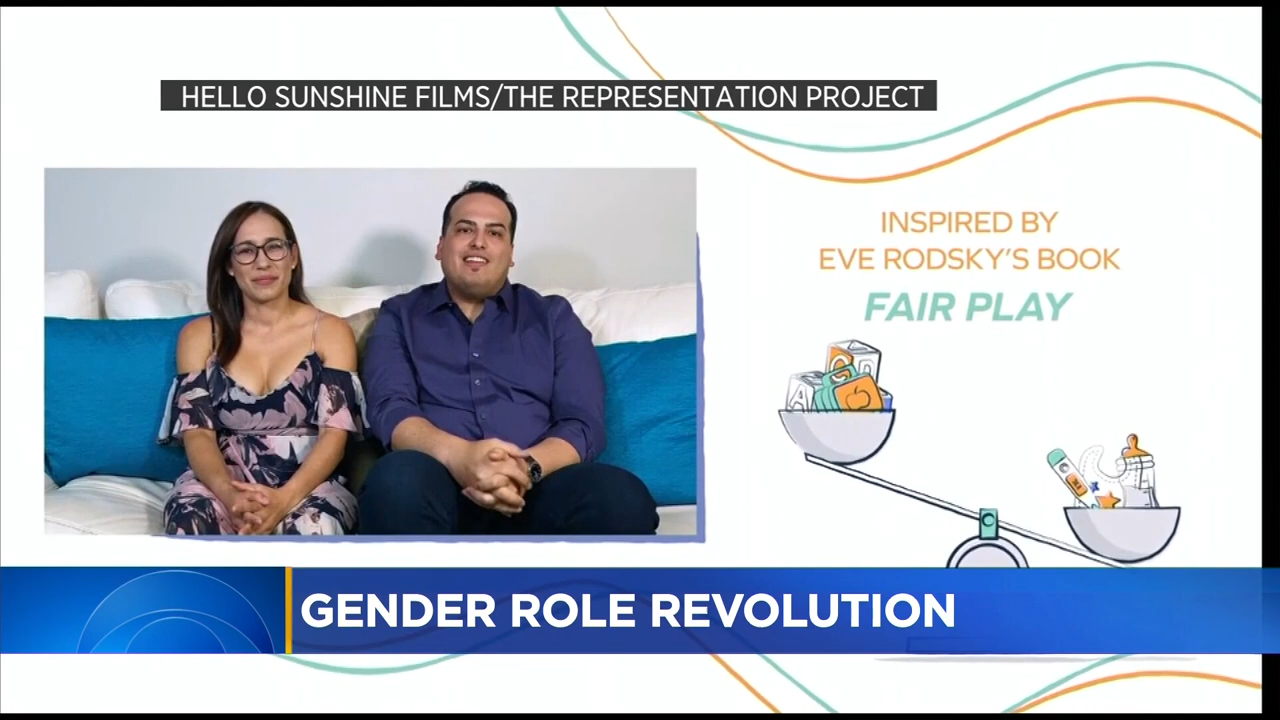 HELLO SUNSHINE FILMS/THE REPRESENTATION PROJECT
INSPIRED BY
EVE RODSKY'S BOOK
FAIR PLAY
GENDER ROLE REVOLUTION